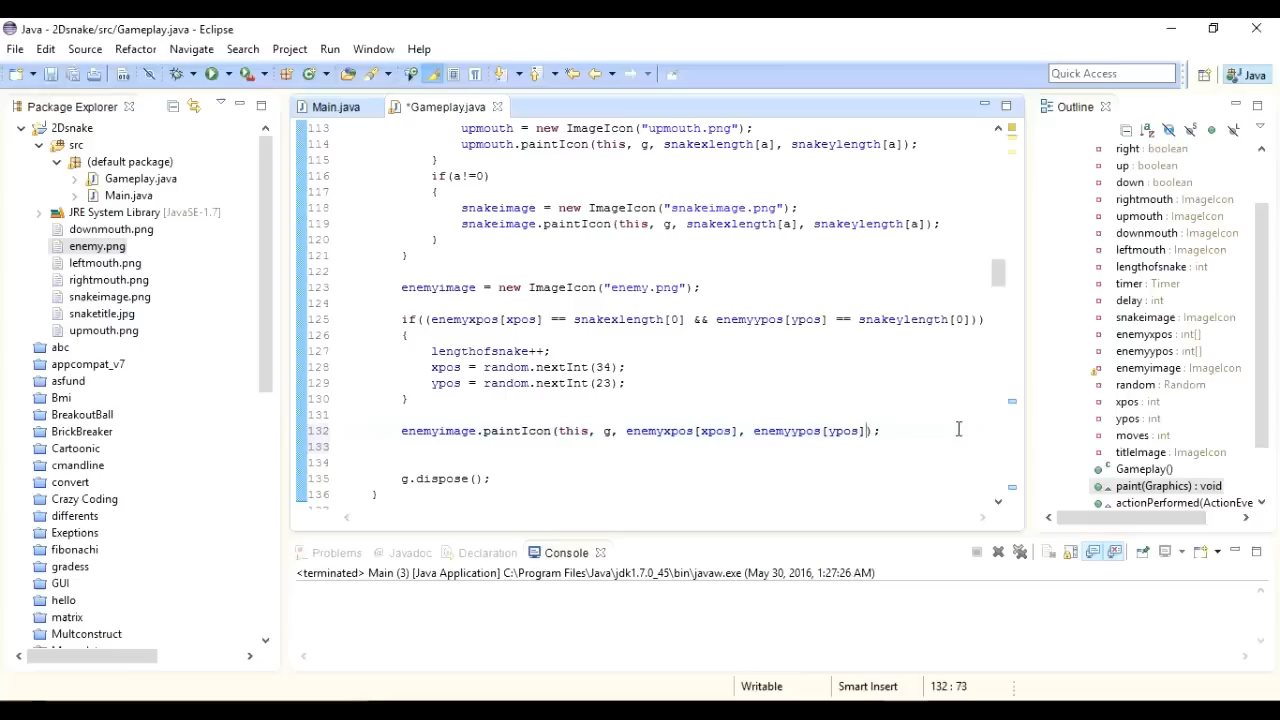 Java - 2Dsnake/src/Gameplay.java - Eclipse
File Edit Source Refactor Navigate Search Project Run Window Help
Quick Access
Java
Package Explorer
Main.java
*Gameplay.java
Outline
2Dsnake
src
(default package)
Gameplay.java
Main.java
JRE System Library [JavaSE-1.7]
downmouth.png
enemy.png
leftmouth.png
rightmouth.png
snakeimage.png
snaketitle.jpg
upmouth.png
abc
appcompat_v7
asfund
Bmi
BreakoutBall
BrickBreaker
Cartoonic
cmandline
convert
Crazy Coding
differents
Exeptions
fibonachi
gradess
GUI
hello
matrix
Multconstruct
113 upmouth = new ImageIcon("upmouth.png");
114 upmouth.paintIcon(this, g, snakexlength[a], snakeylength[a]);
115 }
116 if(a!=0)
117 {
118 snakeimage = new ImageIcon("snakeimage.png");
119 snakeimage.paintIcon(this, g, snakexlength[a], snakeylength[a]);
120 }
121 }
122
123 enemyimage = new ImageIcon("enemy.png");
124
125 if((enemyxpos[xpos] == snakexlength[0] && enemyypos[ypos] == snakeylength[0]))
126 {
127 lengthofsnake++;
128 xpos = random.nextInt(34);
129 ypos = random.nextInt(23);
130 }
131
132 enemyimage.paintIcon(this, g, enemyxpos[xpos], enemyypos[ypos]);
133
134
135 g.dispose();
136 }
right : boolean
up : boolean
down : boolean
rightmouth : ImageIcon
upmouth : ImageIcon
downmouth : ImageIcon
leftmouth : ImageIcon
lengthofsnake : int
timer : Timer
delay : int
snakeimage : ImageIcon
enemyxpos : int[]
enemyypos : int[]
enemyimage : ImageIcon
random : Random
xpos : int
ypos : int
moves : int
titleImage : ImageIcon
Gameplay()
paint(Graphics) : void
actionPerformed(ActionEve
Problems Javadoc Declaration Console
<terminated> Main (3) [Java Application] C:\Program Files\Java\jdk1.7.0_45\bin\javaw.exe (May 30, 2016, 1:27:26 AM)
Writable Smart Insert 132 : 73